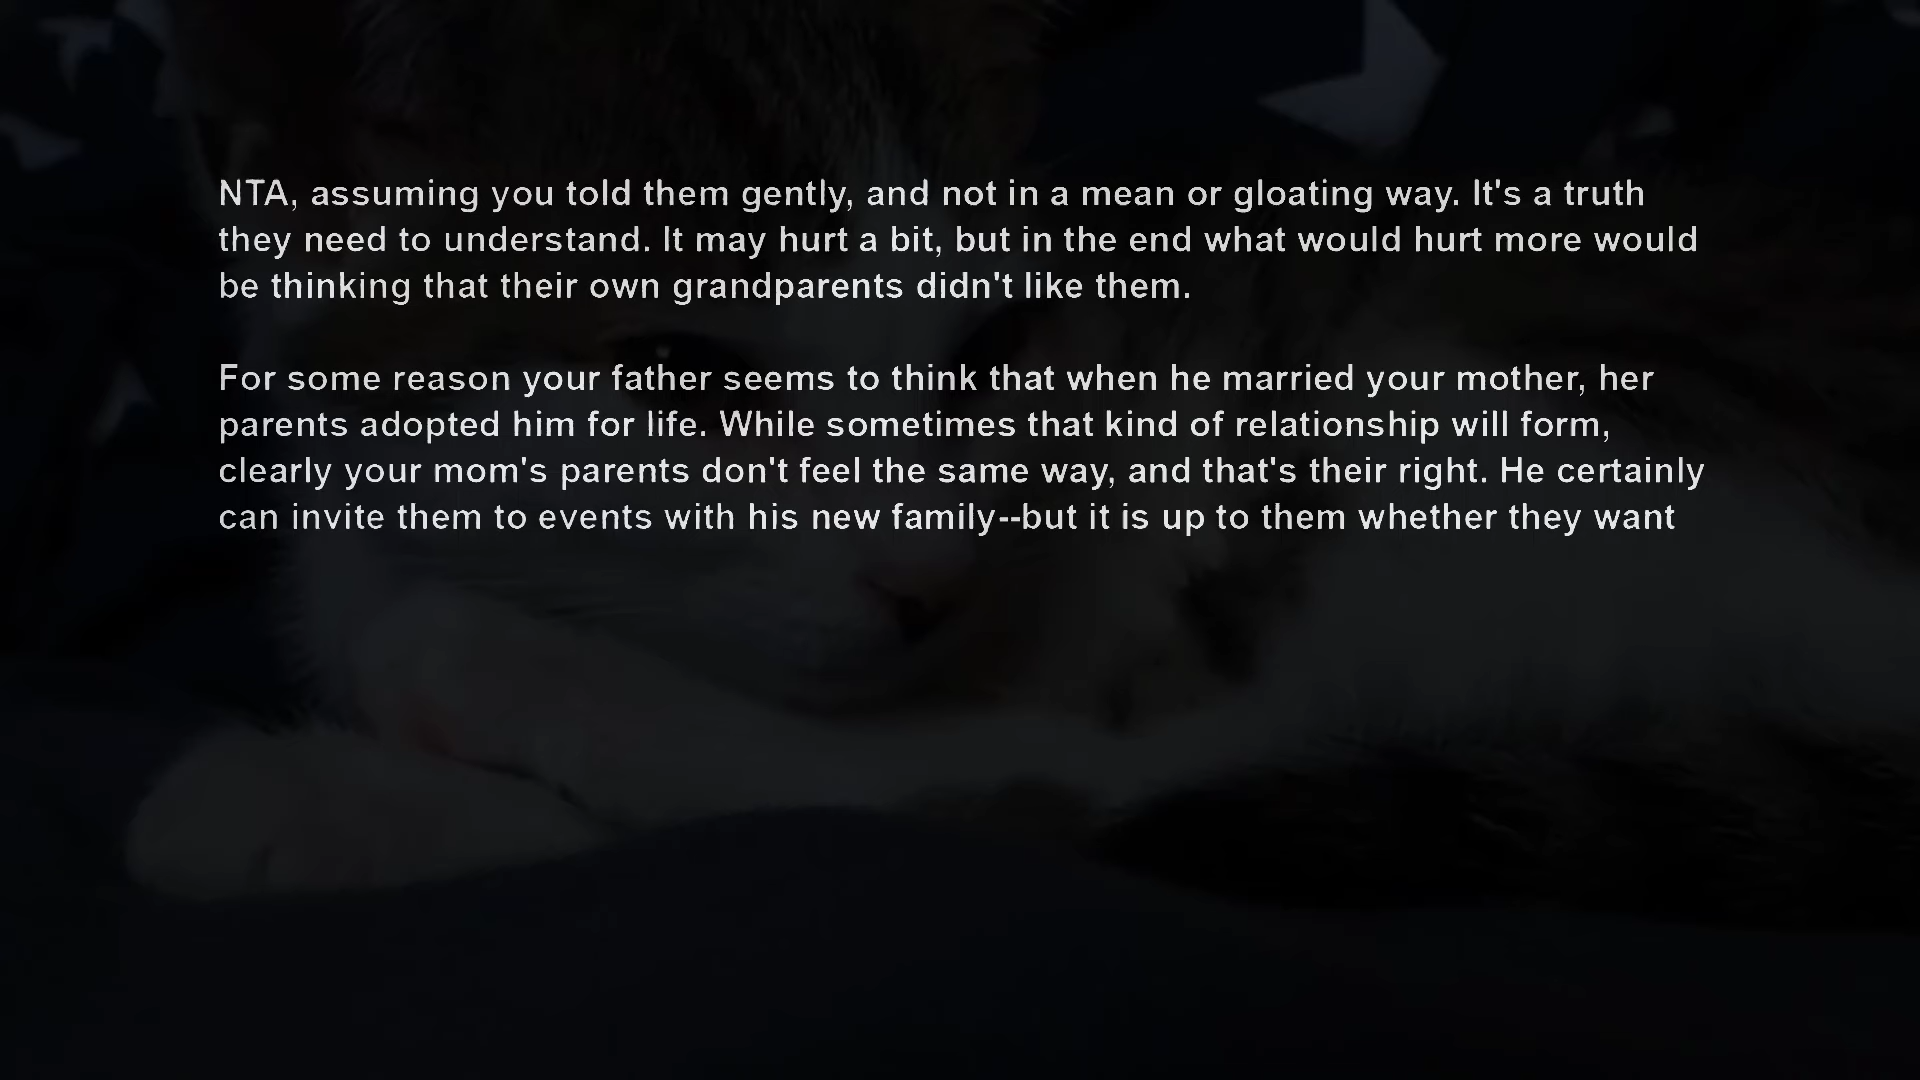 NTA, assuming you told them gently, and not in a mean or gloating way. It's a truth
they need to understand. It may hurt a bit, but in the end what would hurt more would
be thinking that their own grandparents didn't like them.
For some reason your father seems to think that when he married your mother, her
parents adopted him for life. While sometimes that kind of relationship will form,
clearly your mom's parents don't feel the same way, and that's their right. He certainly
can invite them to events with his new family--but it is up to them whether they want